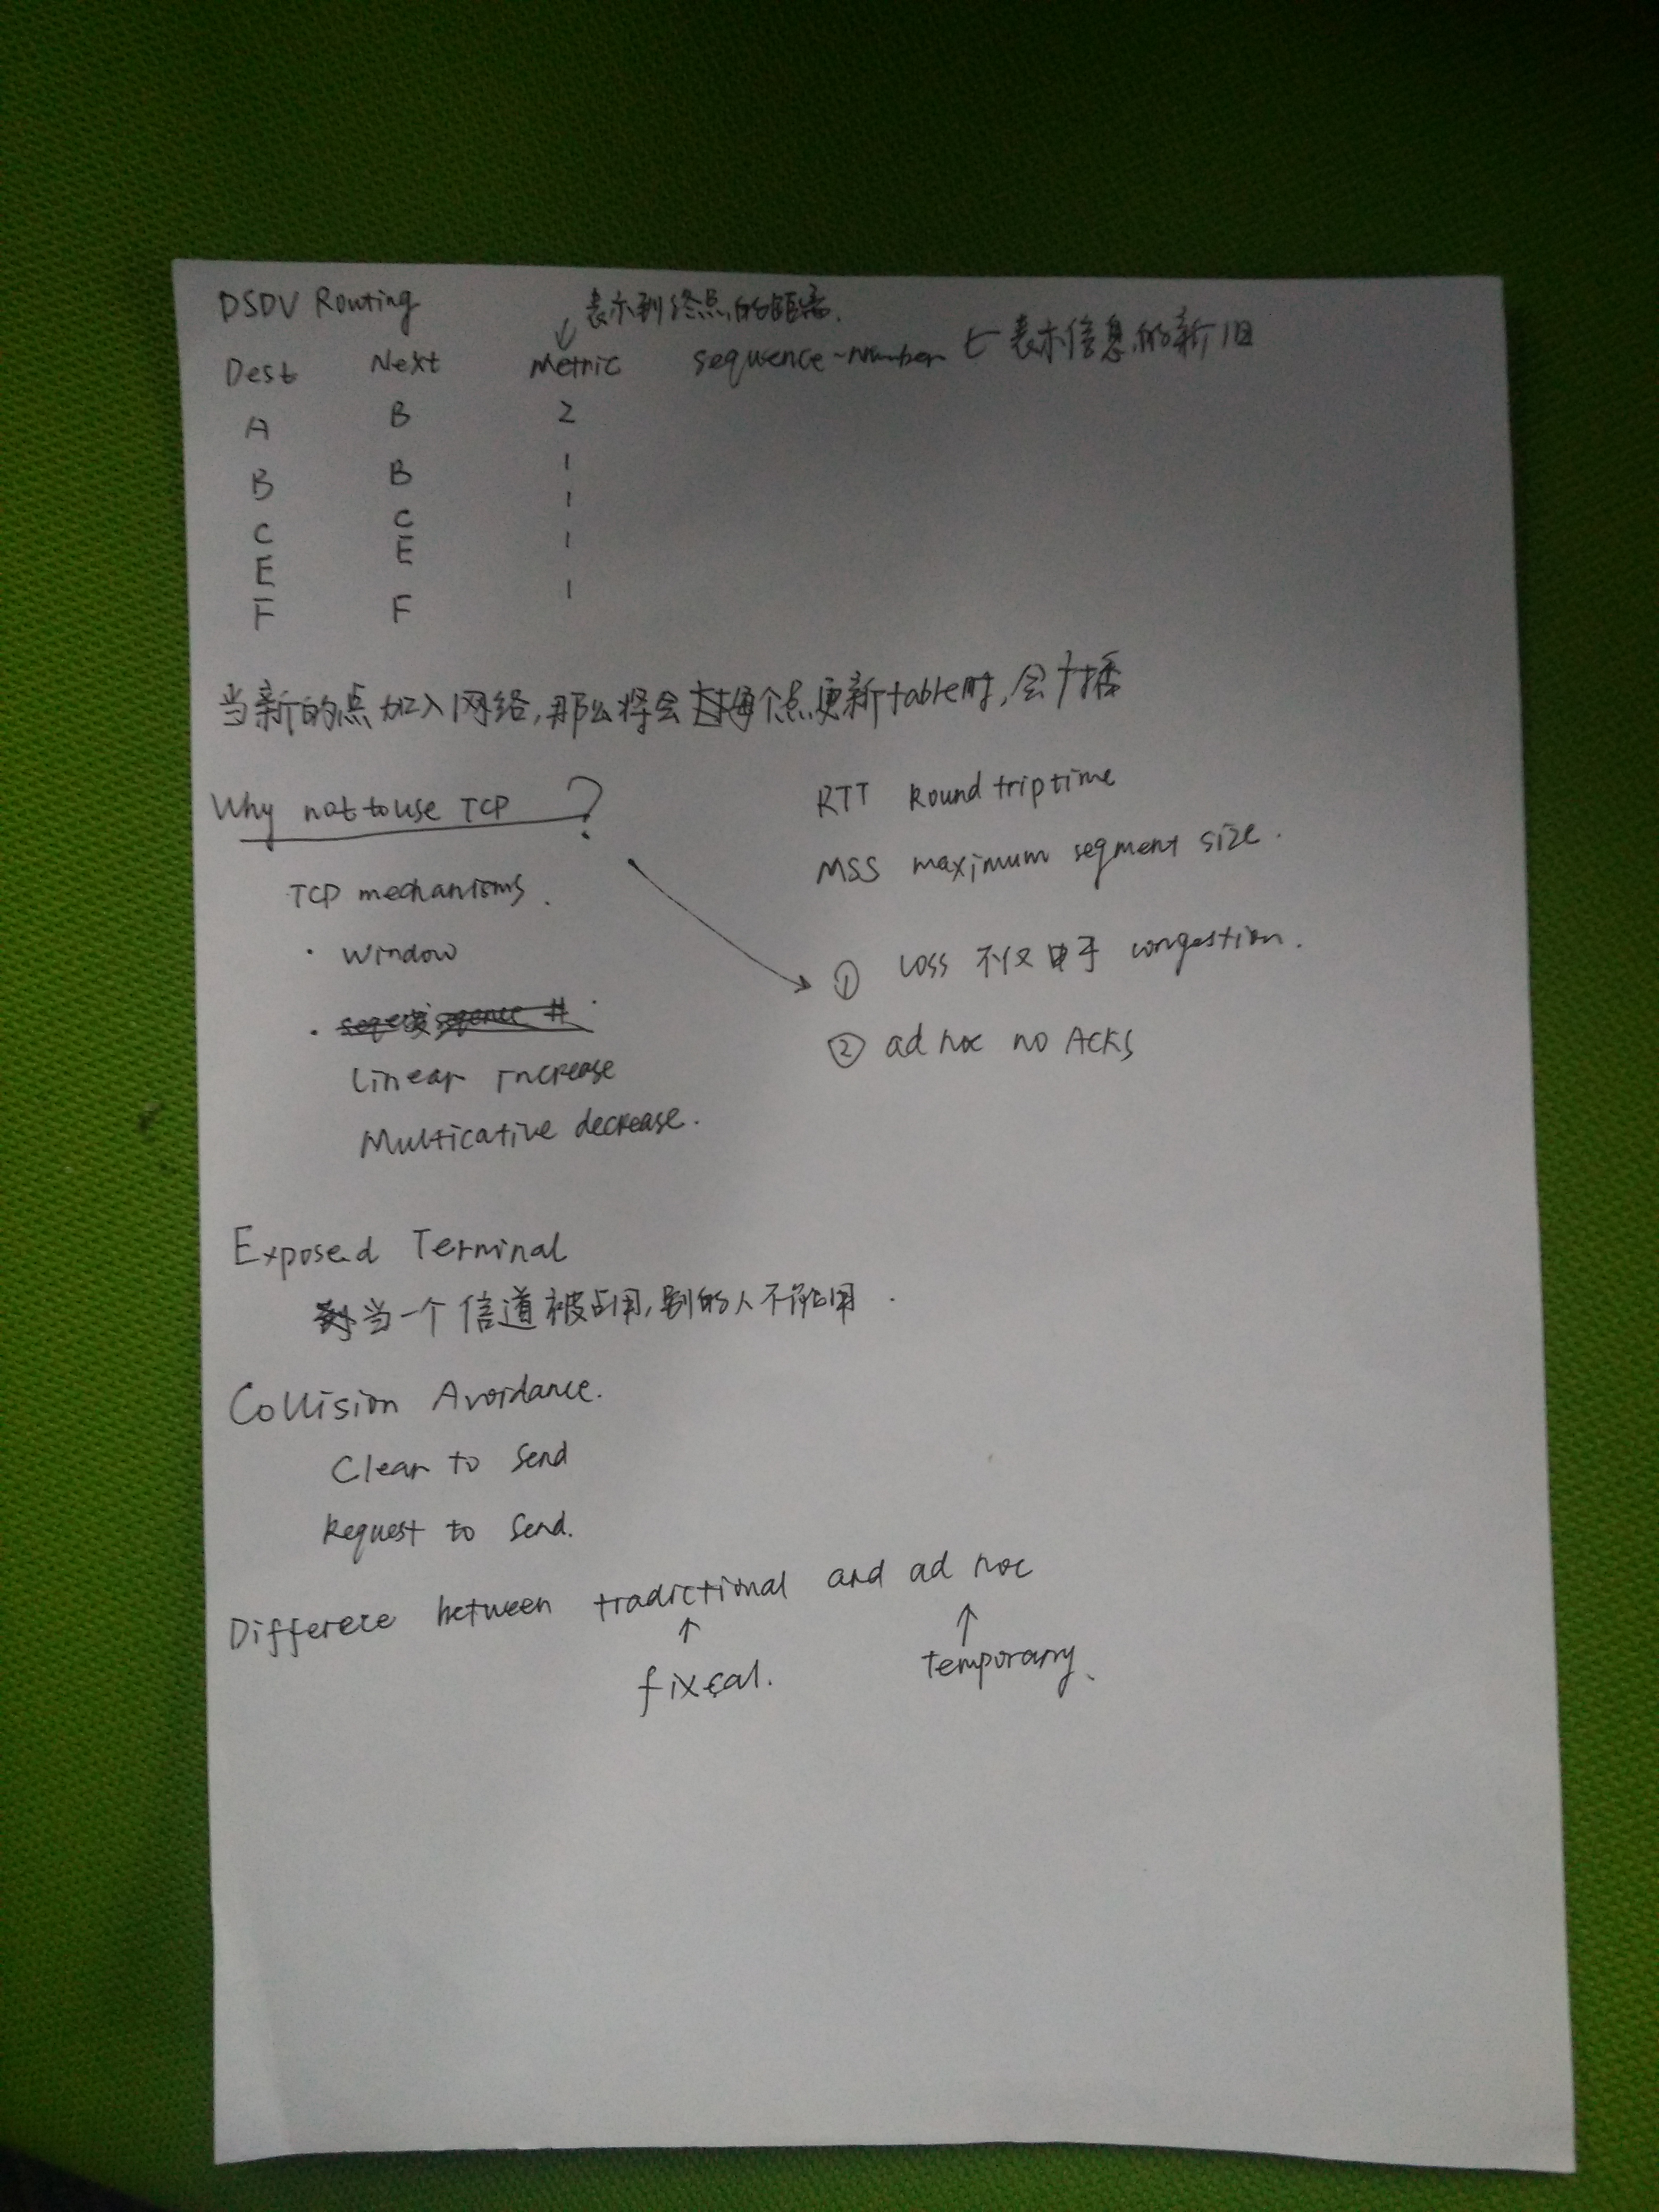 DSDV Routing
表示到终点的距离.
Dest Next Metric sequence-number ← 表示信息的新旧
A B 2
B B 1
C C 1
E E 1
F F 1
当新的点加入网络,那么将会在每个点更新table时,会广播
Why not to use TCP ?
RTT Round trip time
MSS maximum segment size.
TCP mechanisms.
· Window
① Loss 不仅由于 congestion.
② ad hoc no ACKs
Linear increase
Multicative decrease.
Exposed Terminal
当一个信道被占用,别的人不能占用.
Collision Avoidance.
Clear to Send
Request to Send.
Differece between tradictional and ad hoc
↑ ↑
temporary.